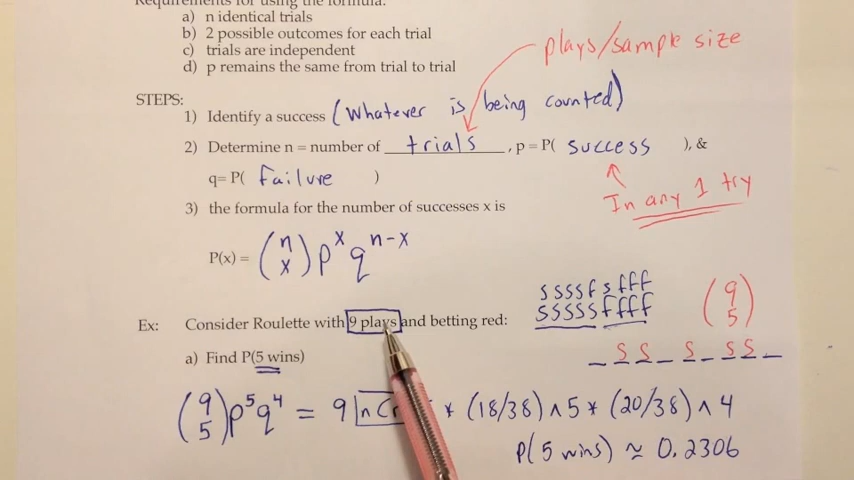 Requirements for using the formula:
a) n identical trials
b) 2 possible outcomes for each trial
c) trials are independent
d) p remains the same from trial to trial
plays/sample size
STEPS:
1) Identify a success (whatever is being counted)
2) Determine n = number of trials, p = P( success ), &
q= P( failure )
In any 1 try
3) the formula for the number of successes x is
P(x) = (n x) p^x q^n-x
ssssfsfff
sssssffff
(9 5)
Ex: Consider Roulette with 9 plays and betting red:
_ S S _ S _ S S _
a) Find P(5 wins)
(9 5) p^5 q^4 = 9 nC * (18/38) ∧ 5 * (20/38) ∧ 4
P(5 wins) ≈ 0.2306